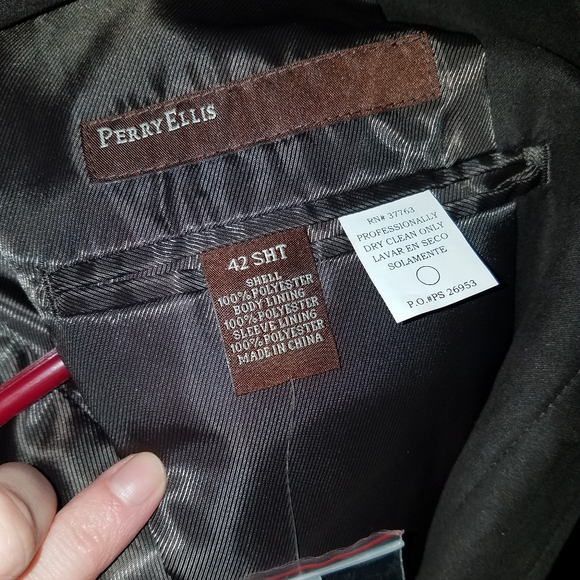 PERRY ELLIS
42 SHT
SHELL
100% POLYESTER
BODY LINING
100% POLYESTER
SLEEVE LINING
100% POLYESTER
MADE IN CHINA
RN# 37763
PROFESSIONALLY
DRY CLEAN ONLY
LAVAR EN SECO
SOLAMENTE
P.O.#PS 26953